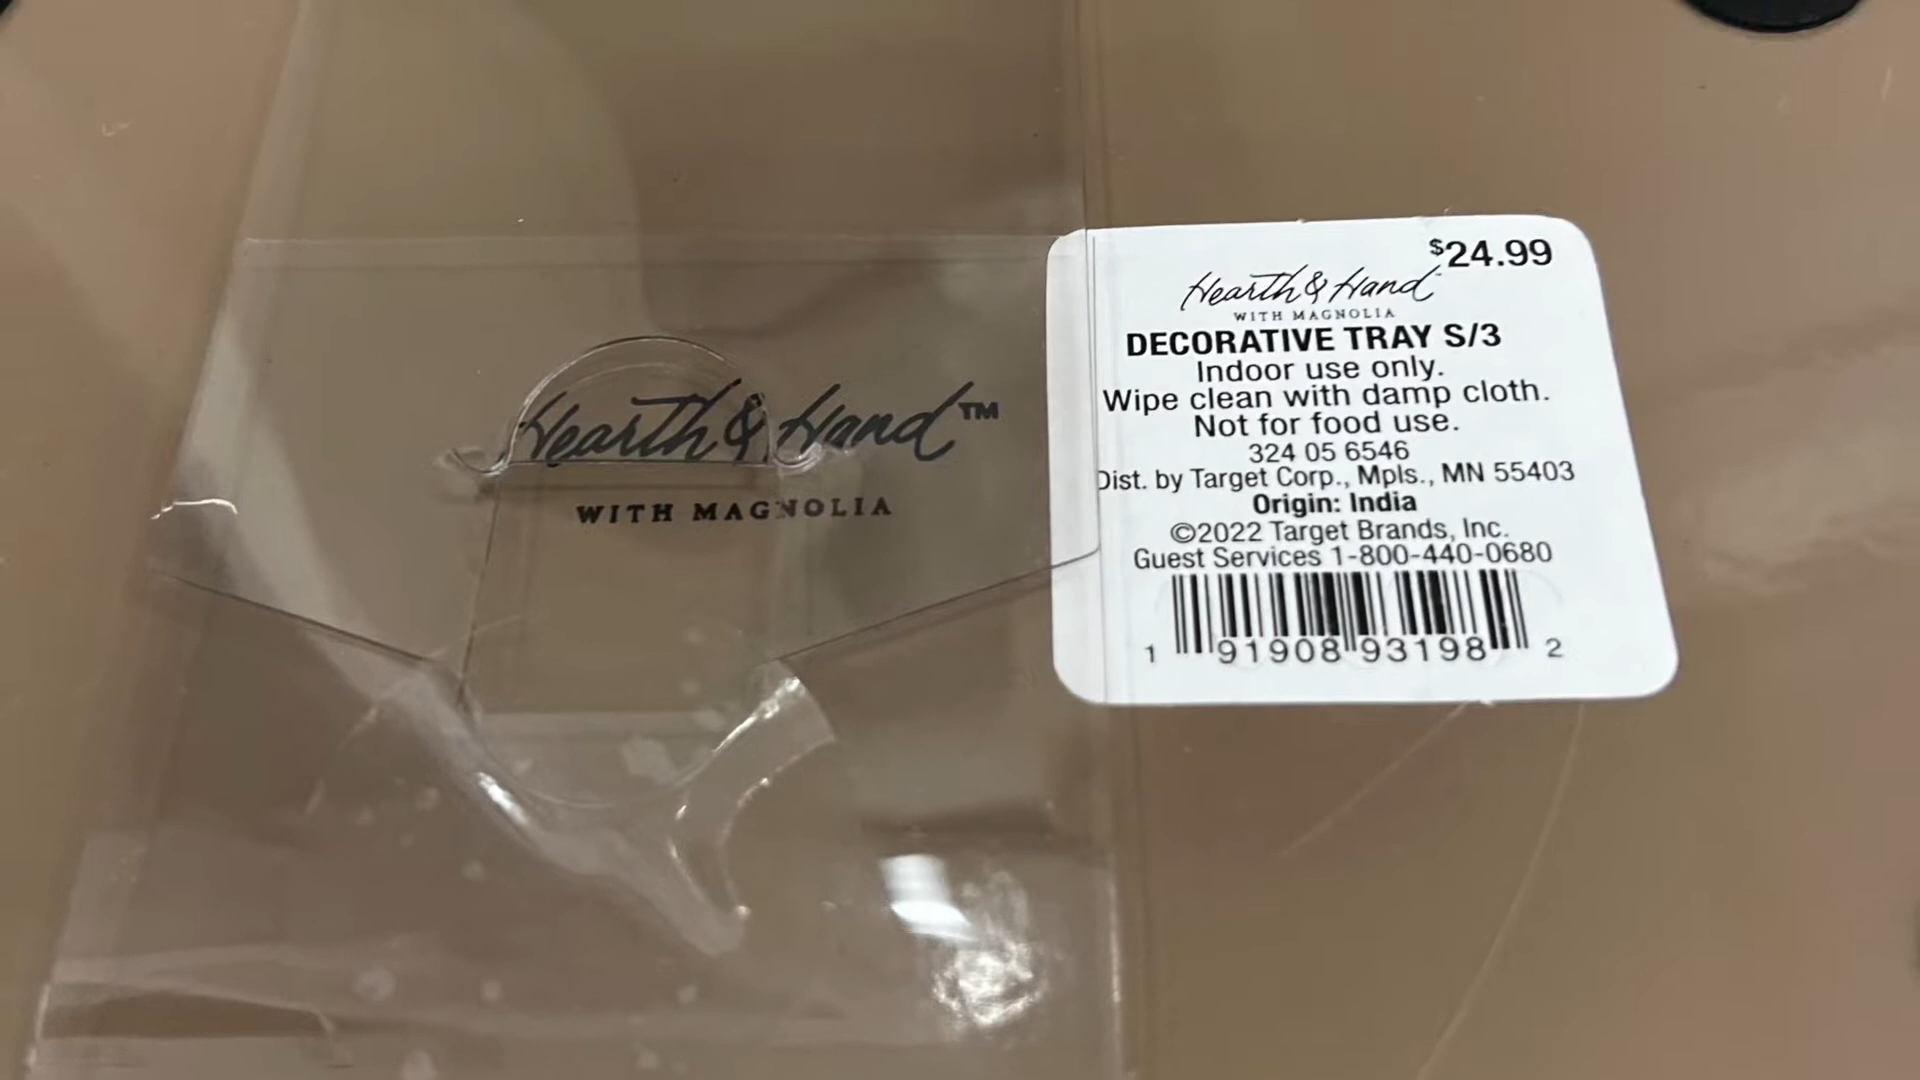 Hearth & Hand™
WITH MAGNOLIA
$24.99
Hearth & Hand™
WITH MAGNOLIA
DECORATIVE TRAY S/3
Indoor use only.
Wipe clean with damp cloth.
Not for food use.
324 05 6546
Dist. by Target Corp., Mpls., MN 55403
Origin: India
©2022 Target Brands, Inc.
Guest Services 1-800-440-0680
1 91908 93198 2